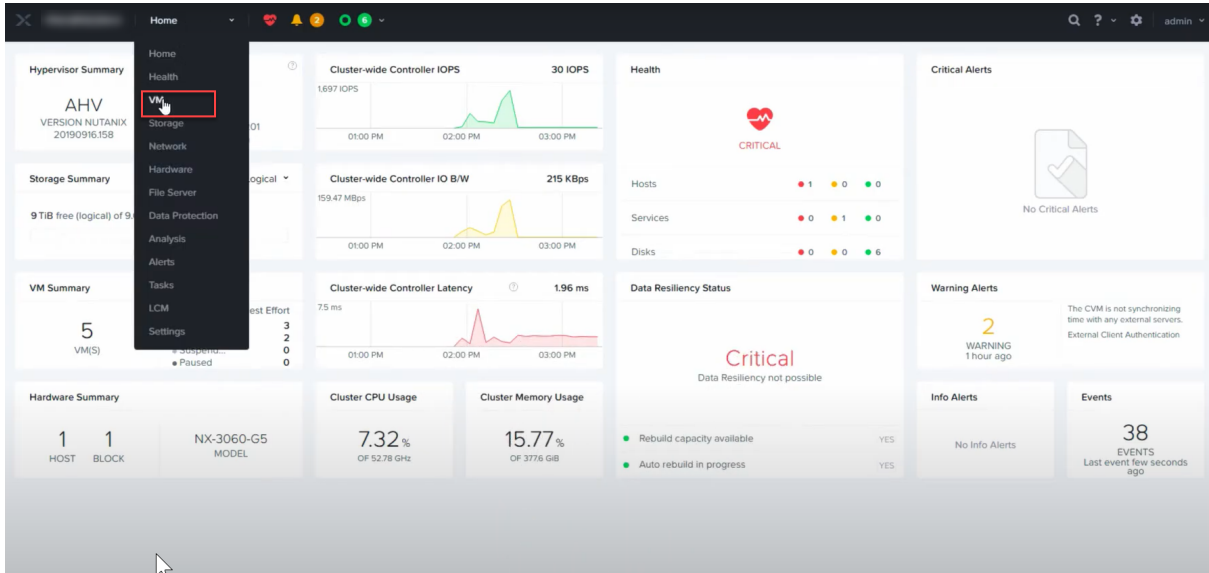 Home
2
6
?
admin
Home
Health
VM
Storage
Network
Hardware
File Server
Data Protection
Analysis
Alerts
Tasks
LCM
Settings
Hypervisor Summary
?
AHV
VERSION NUTANIX
20190916.158
01
Storage Summary
ogical
9 TiB free (logical) of 9.
VM Summary
est Effort
5
VM(S)
3
2
Suspend... 0
Paused 0
Hardware Summary
1 1
HOST BLOCK
NX-3060-G5
MODEL
Cluster-wide Controller IOPS 30 IOPS
1,697 IOPS
01:00 PM 02:00 PM 03:00 PM
Cluster-wide Controller IO B/W 215 KBps
159.47 MBps
01:00 PM 02:00 PM 03:00 PM
Cluster-wide Controller Latency ? 1.96 ms
7.5 ms
01:00 PM 02:00 PM 03:00 PM
Cluster CPU Usage
7.32 %
OF 52.78 GHz
Cluster Memory Usage
15.77 %
OF 377.6 GiB
Health
CRITICAL
Hosts 1 0 0
Services 0 1 0
Disks 0 0 6
Data Resiliency Status
Critical
Data Resiliency not possible
Rebuild capacity available YES
Auto rebuild in progress YES
Critical Alerts
No Critical Alerts
Warning Alerts
2
WARNING
1 hour ago
The CVM is not synchronizing
time with any external servers.
External Client Authentication
Info Alerts
No Info Alerts
Events
38
EVENTS
Last event few seconds
ago